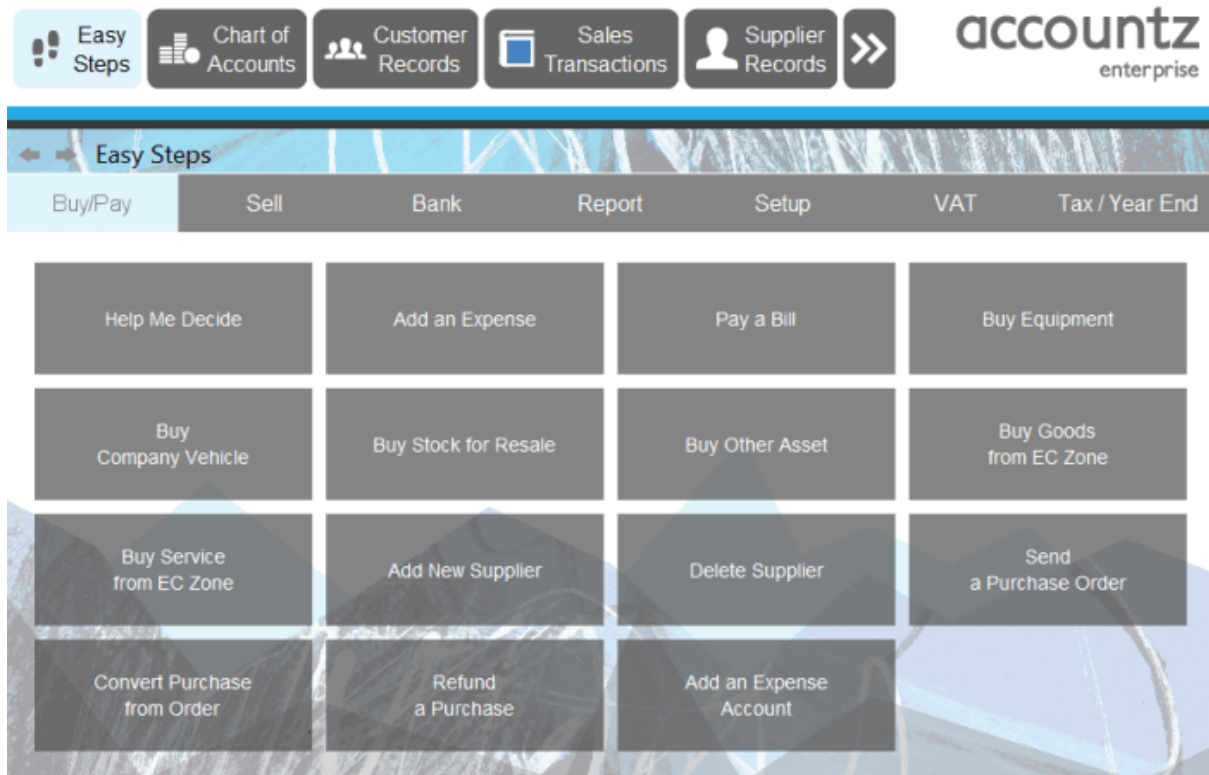 Easy
Steps
Chart of
Accounts
Customer
Records
Sales
Transactions
Supplier
Records
accountz
enterprise
Easy Steps
Buy/Pay
Sell
Bank
Report
Setup
VAT
Tax / Year End
Help Me Decide
Add an Expense
Pay a Bill
Buy Equipment
Buy
Company Vehicle
Buy Stock for Resale
Buy Other Asset
Buy Goods
from EC Zone
Buy Service
from EC Zone
Add New Supplier
Delete Supplier
Send
a Purchase Order
Convert Purchase
from Order
Refund
a Purchase
Add an Expense
Account